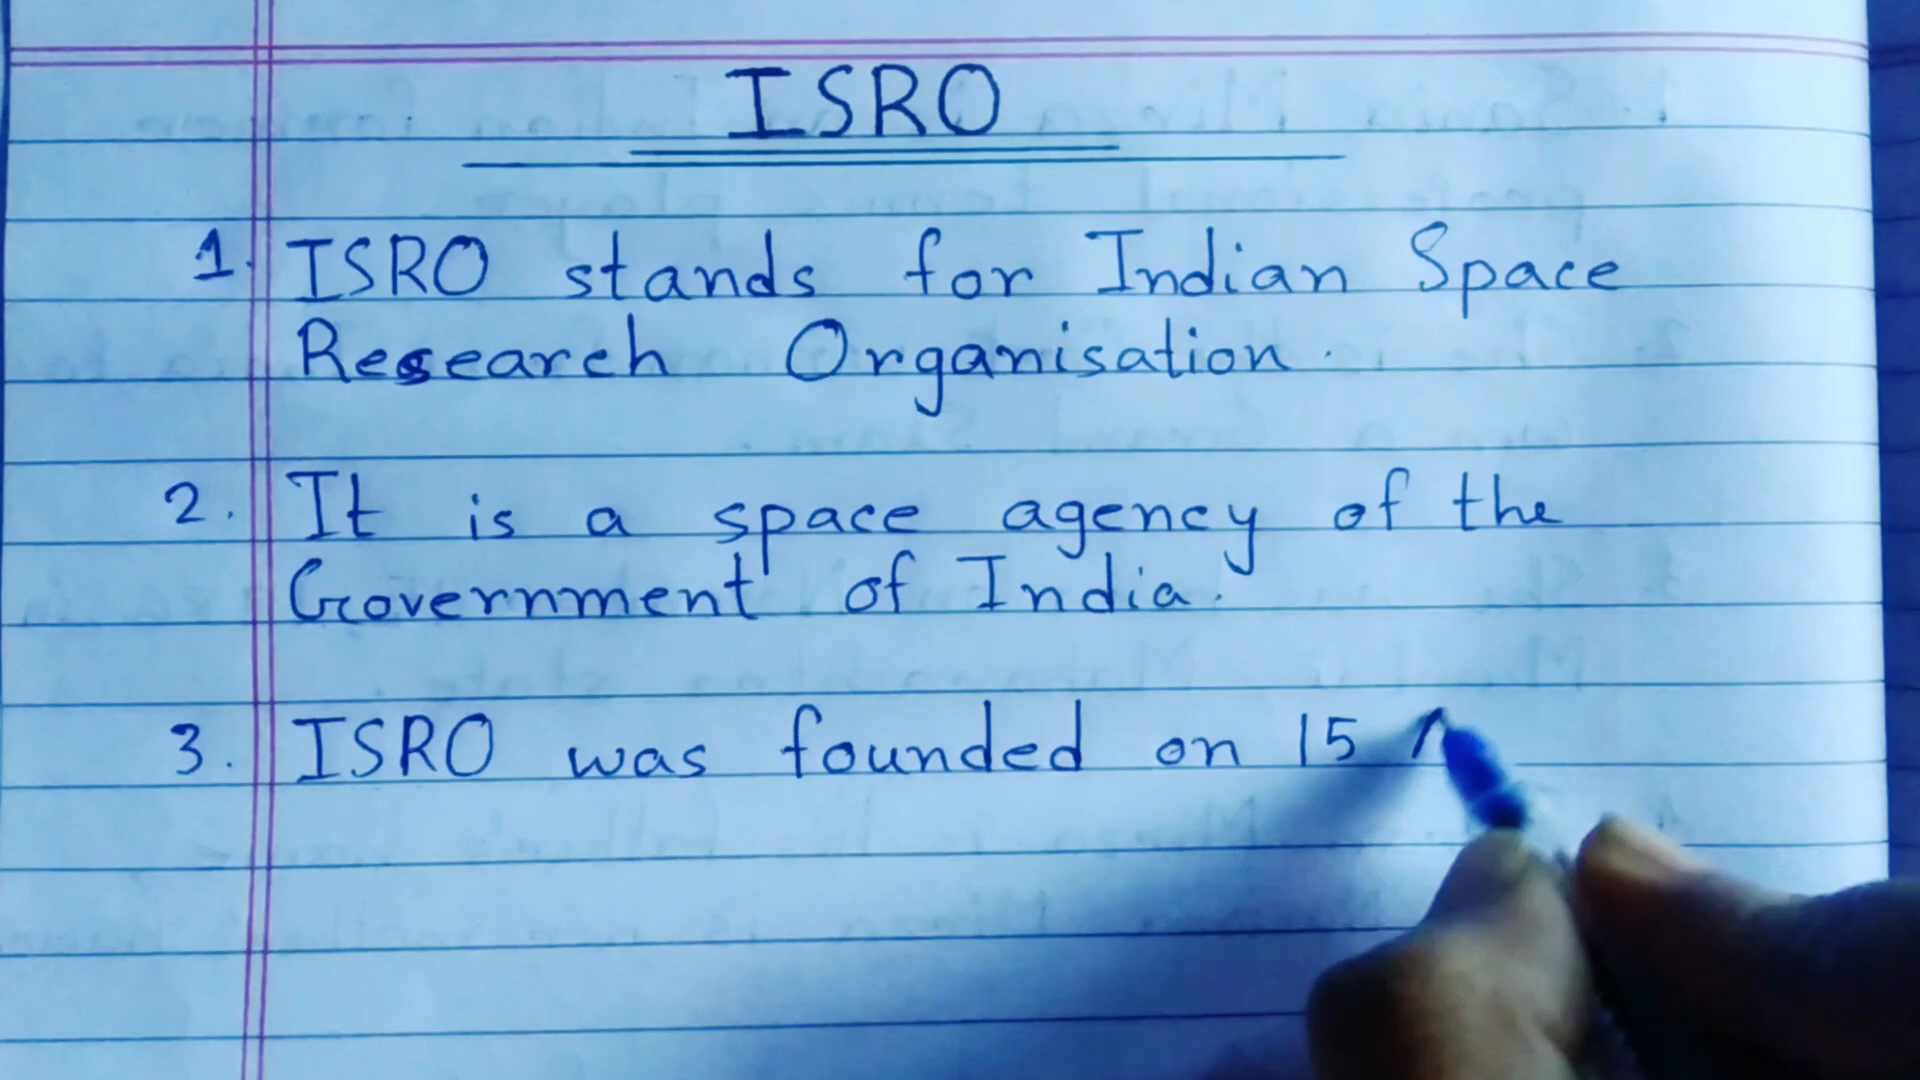 ISRO
1. ISRO stands for Indian Space
Research Organisation.
2. It is a space agency of the
Government of India.
3. ISRO was founded on 15